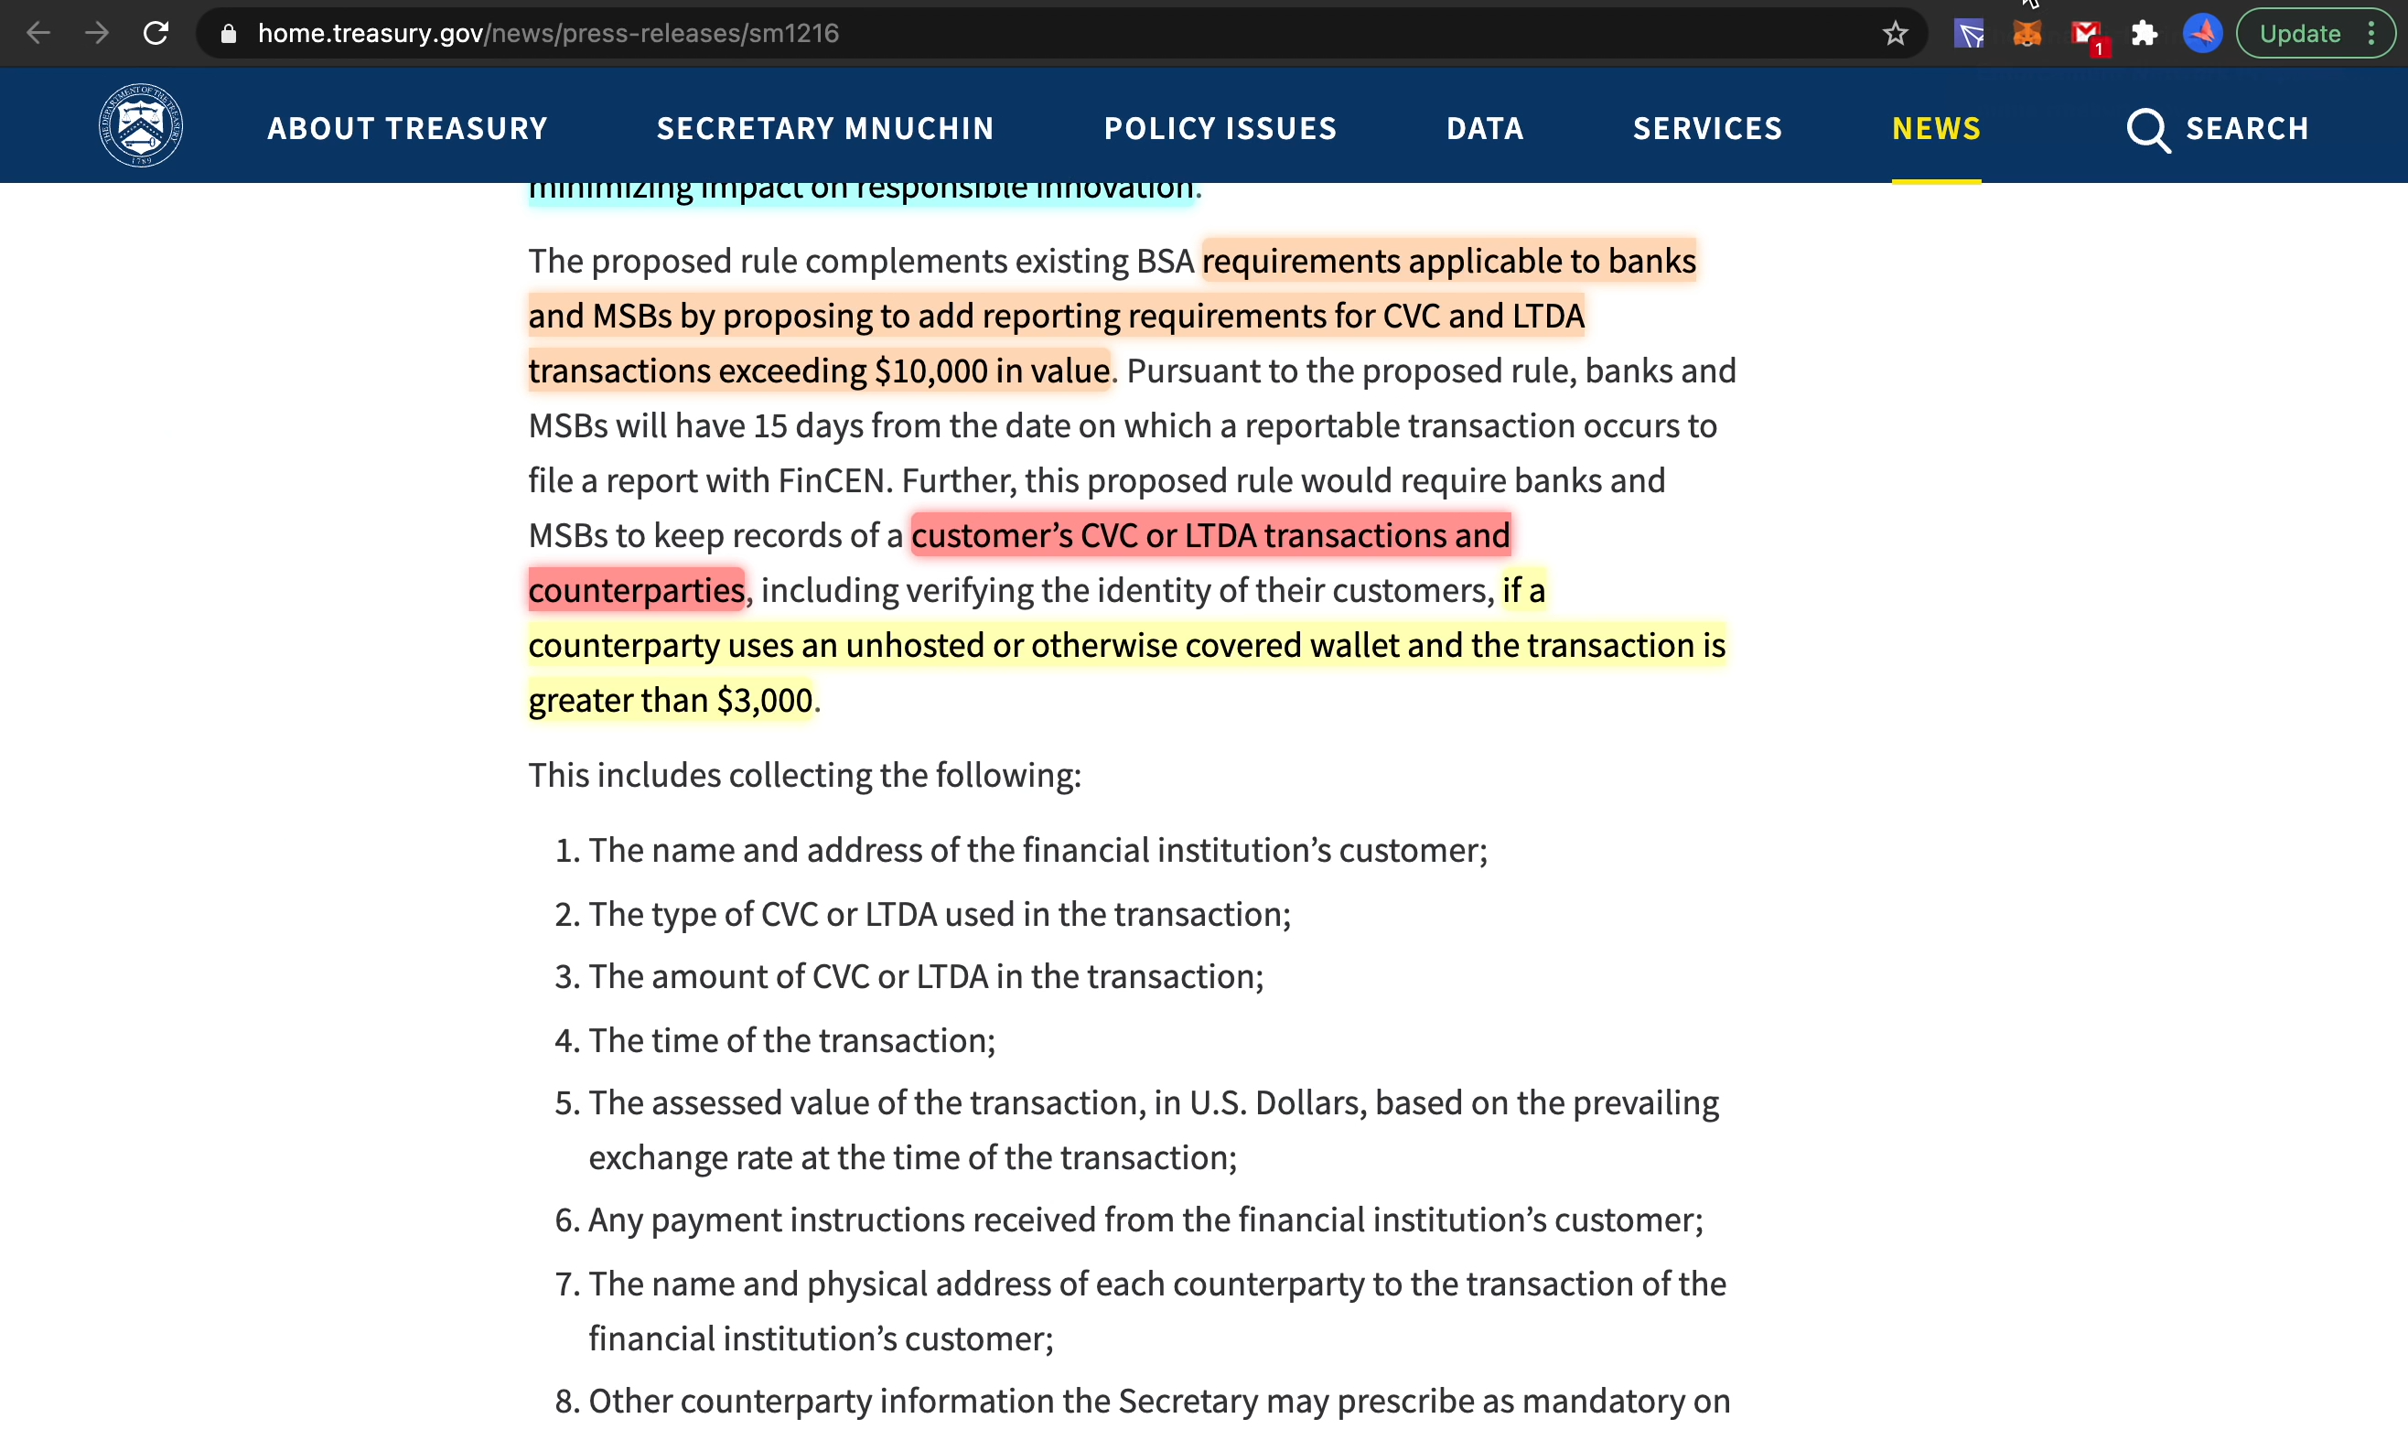 home.treasury.gov/news/press-releases/sm1216
1
Update
THE DEPARTMENT OF THE TREASURY
1789
ABOUT TREASURY
SECRETARY MNUCHIN
POLICY ISSUES
DATA
SERVICES
NEWS
SEARCH
minimizing impact on responsible innovation.
The proposed rule complements existing BSA requirements applicable to banks
and MSBs by proposing to add reporting requirements for CVC and LTDA
transactions exceeding $10,000 in value. Pursuant to the proposed rule, banks and
MSBs will have 15 days from the date on which a reportable transaction occurs to
file a report with FinCEN. Further, this proposed rule would require banks and
MSBs to keep records of a customer’s CVC or LTDA transactions and
counterparties, including verifying the identity of their customers, if a
counterparty uses an unhosted or otherwise covered wallet and the transaction is
greater than $3,000.
This includes collecting the following:
1. The name and address of the financial institution’s customer;
2. The type of CVC or LTDA used in the transaction;
3. The amount of CVC or LTDA in the transaction;
4. The time of the transaction;
5. The assessed value of the transaction, in U.S. Dollars, based on the prevailing
exchange rate at the time of the transaction;
6. Any payment instructions received from the financial institution’s customer;
7. The name and physical address of each counterparty to the transaction of the
financial institution’s customer;
8. Other counterparty information the Secretary may prescribe as mandatory on